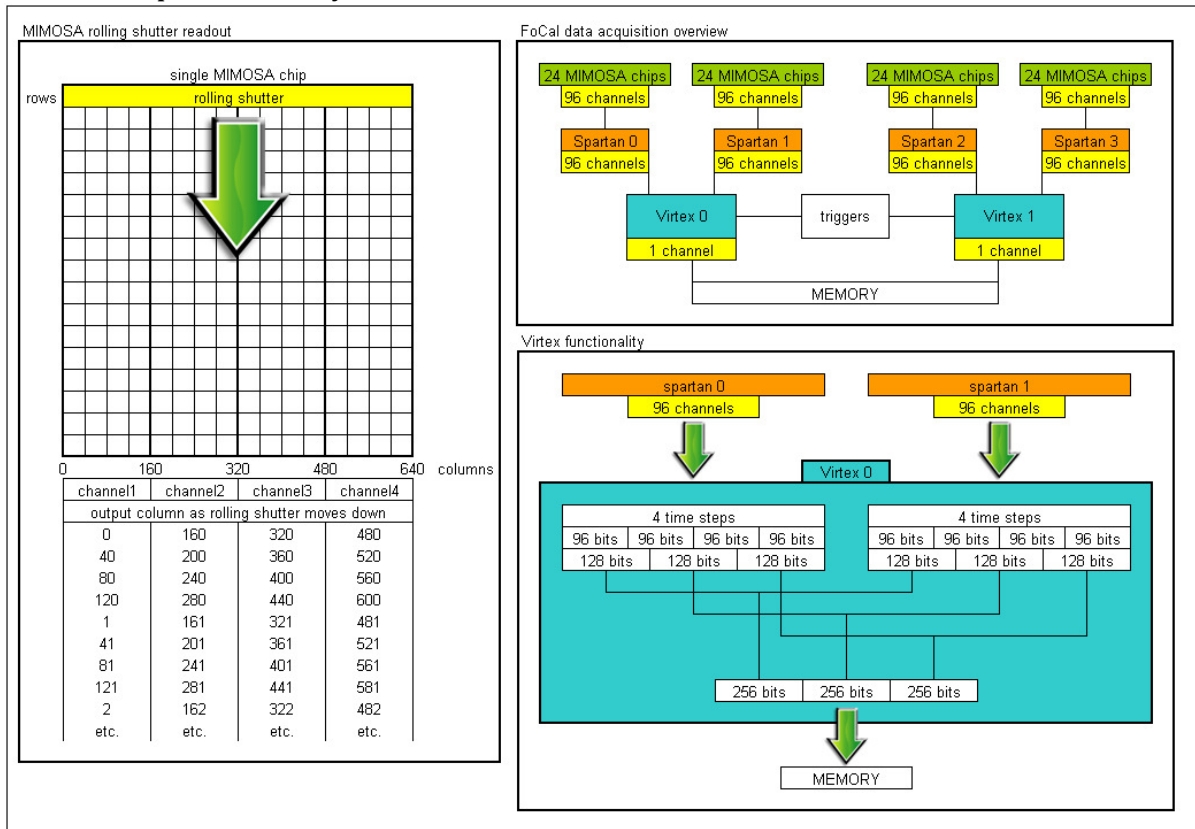 MIMOSA rolling shutter readout
single MIMOSA chip
rows
rolling shutter
0 160 320 480 640 columns
channel1 channel2 channel3 channel4
output column as rolling shutter moves down
0 160 320 480
40 200 360 520
80 240 400 560
120 280 440 600
1 161 321 481
41 201 361 521
81 241 401 561
121 281 441 581
2 162 322 482
etc. etc. etc. etc.
FoCal data acquisition overview
24 MIMOSA chips 24 MIMOSA chips 24 MIMOSA chips 24 MIMOSA chips
96 channels 96 channels 96 channels 96 channels
Spartan 0 Spartan 1 Spartan 2 Spartan 3
96 channels 96 channels 96 channels 96 channels
Virtex 0 triggers Virtex 1
1 channel 1 channel
MEMORY
Virtex functionality
spartan 0 spartan 1
96 channels 96 channels
Virtex 0
4 time steps 4 time steps
96 bits 96 bits 96 bits 96 bits 96 bits 96 bits 96 bits 96 bits
128 bits 128 bits 128 bits 128 bits 128 bits 128 bits
256 bits 256 bits 256 bits
MEMORY